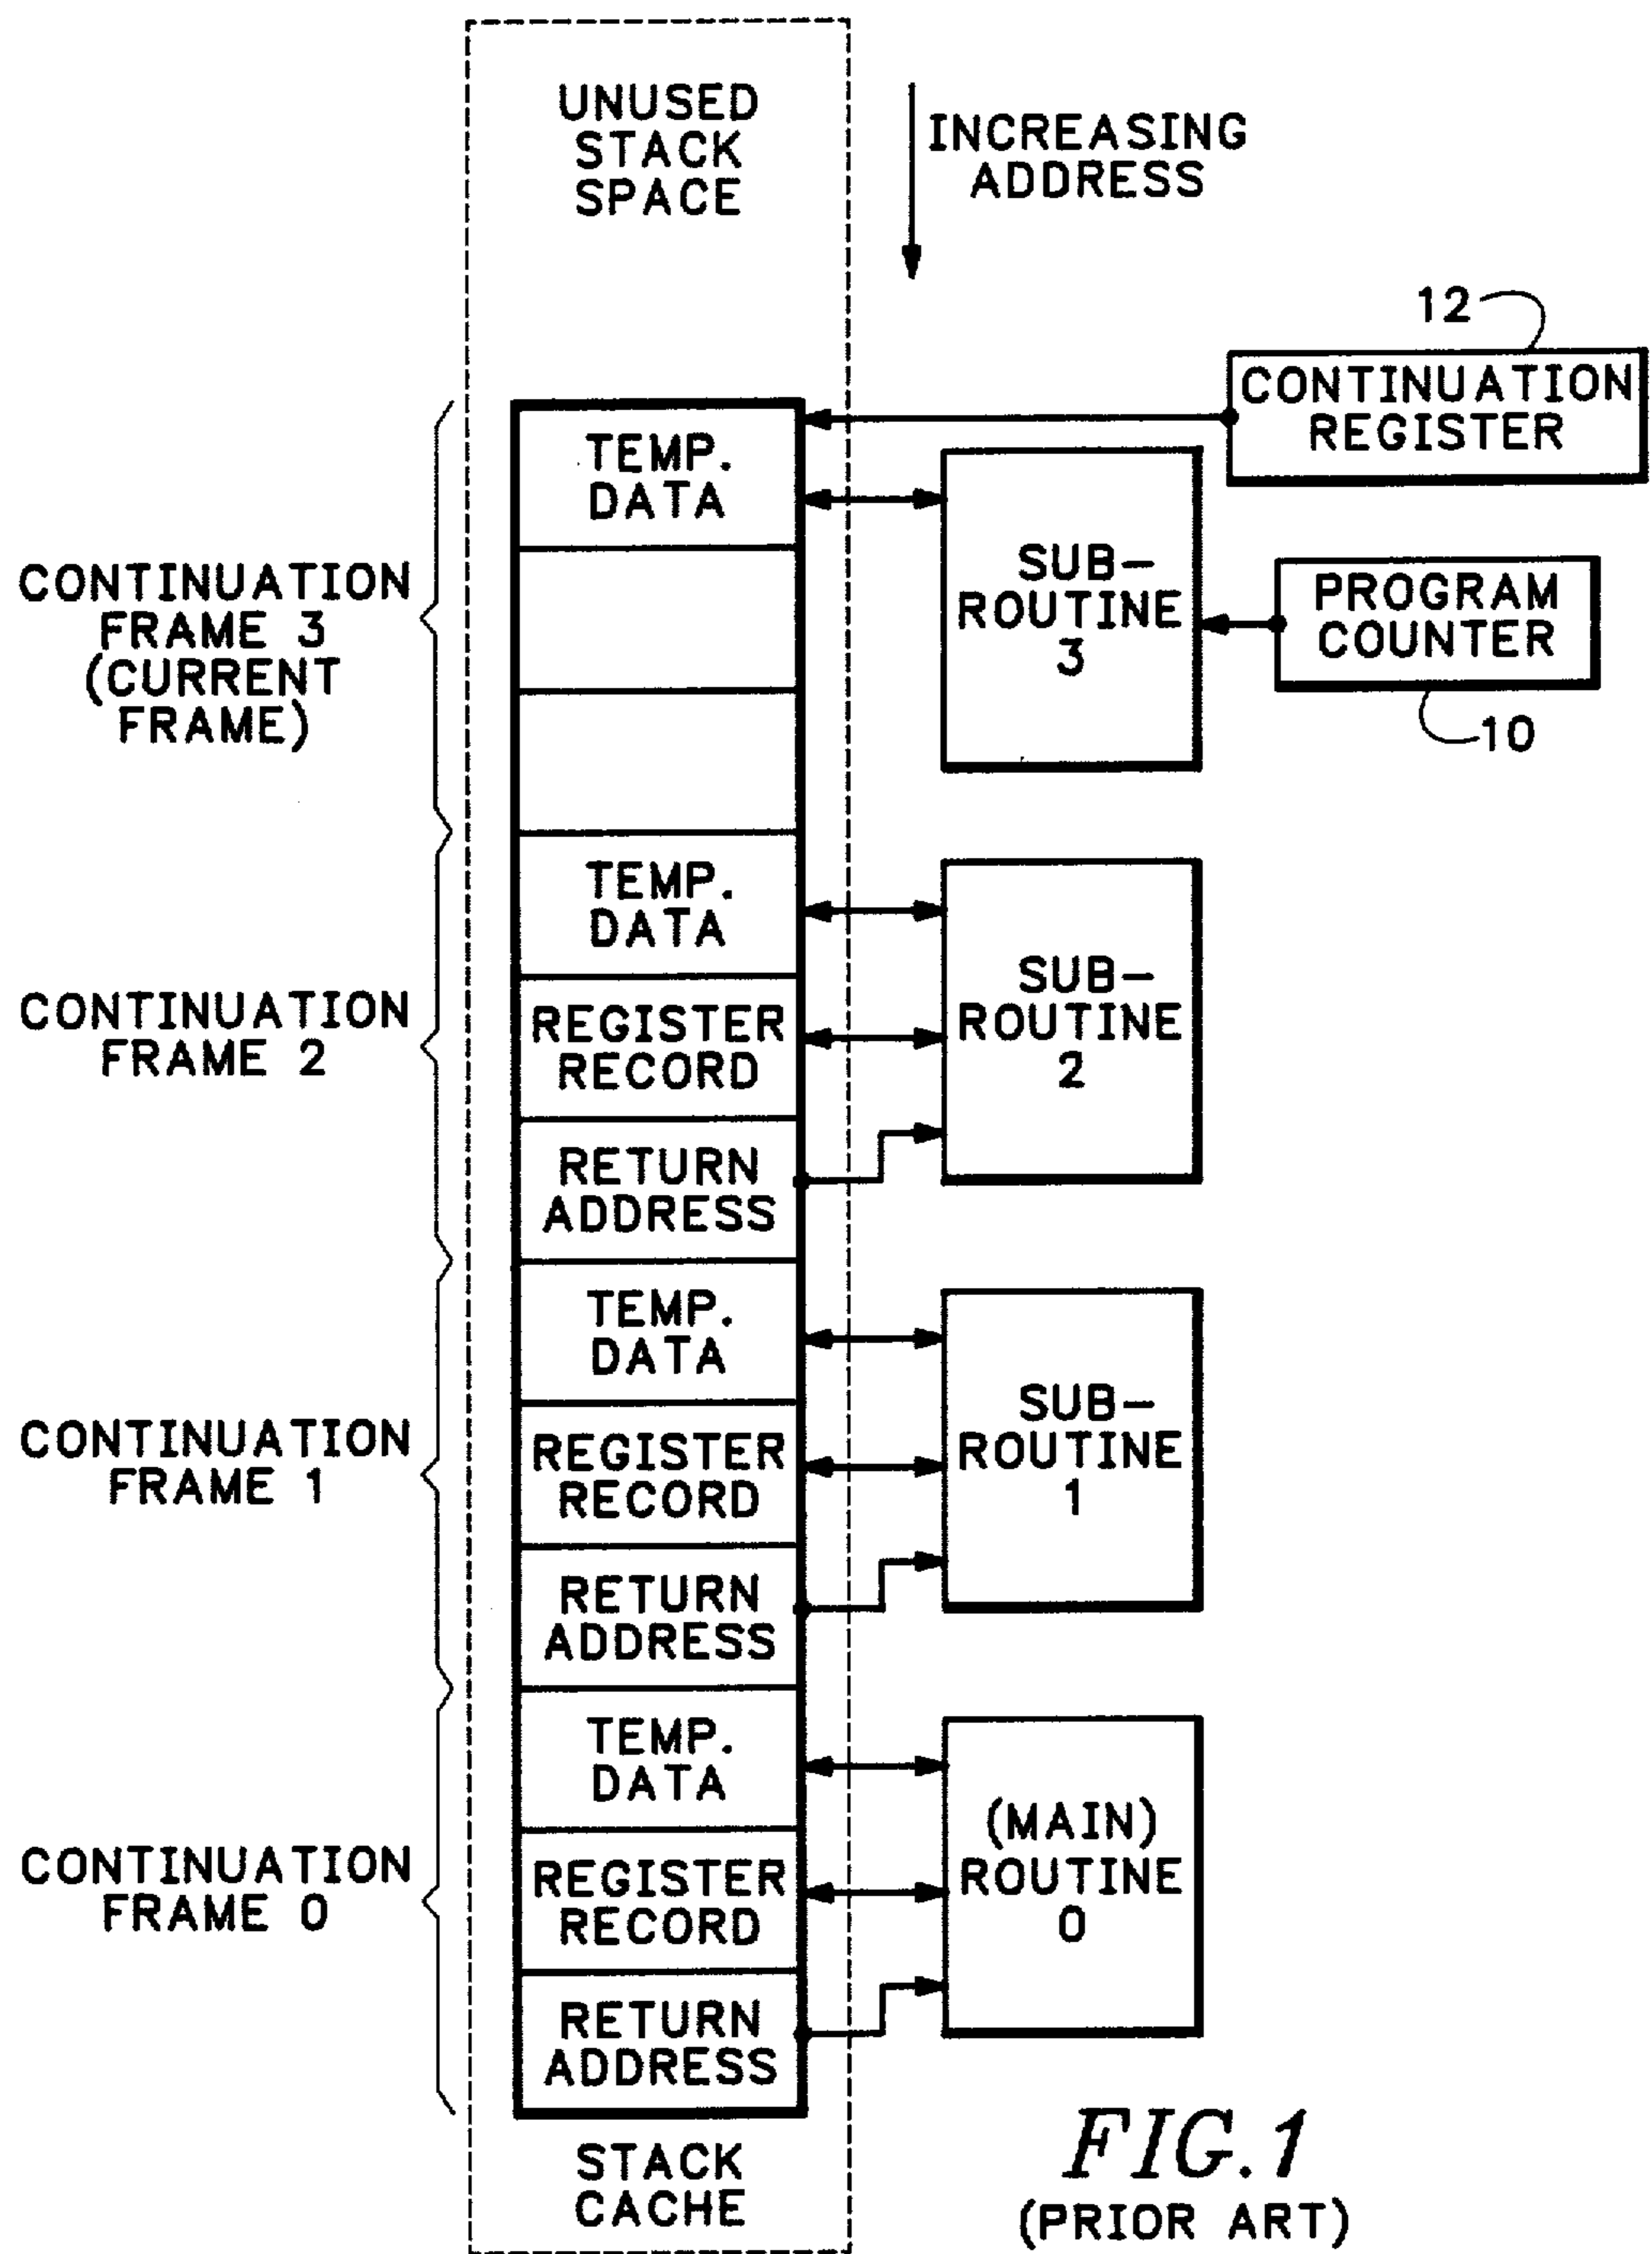 UNUSED
STACK
SPACE
INCREASING
ADDRESS
12
CONTINUATION
REGISTER
TEMP.
DATA
SUB-
ROUTINE
3
PROGRAM
COUNTER
10
CONTINUATION
FRAME 3
(CURRENT
FRAME)
TEMP.
DATA
REGISTER
RECORD
RETURN
ADDRESS
SUB-
ROUTINE
2
CONTINUATION
FRAME 2
TEMP.
DATA
REGISTER
RECORD
RETURN
ADDRESS
SUB-
ROUTINE
1
CONTINUATION
FRAME 1
TEMP.
DATA
REGISTER
RECORD
RETURN
ADDRESS
(MAIN)
ROUTINE
0
CONTINUATION
FRAME 0
STACK
CACHE
FIG.1
(PRIOR ART)